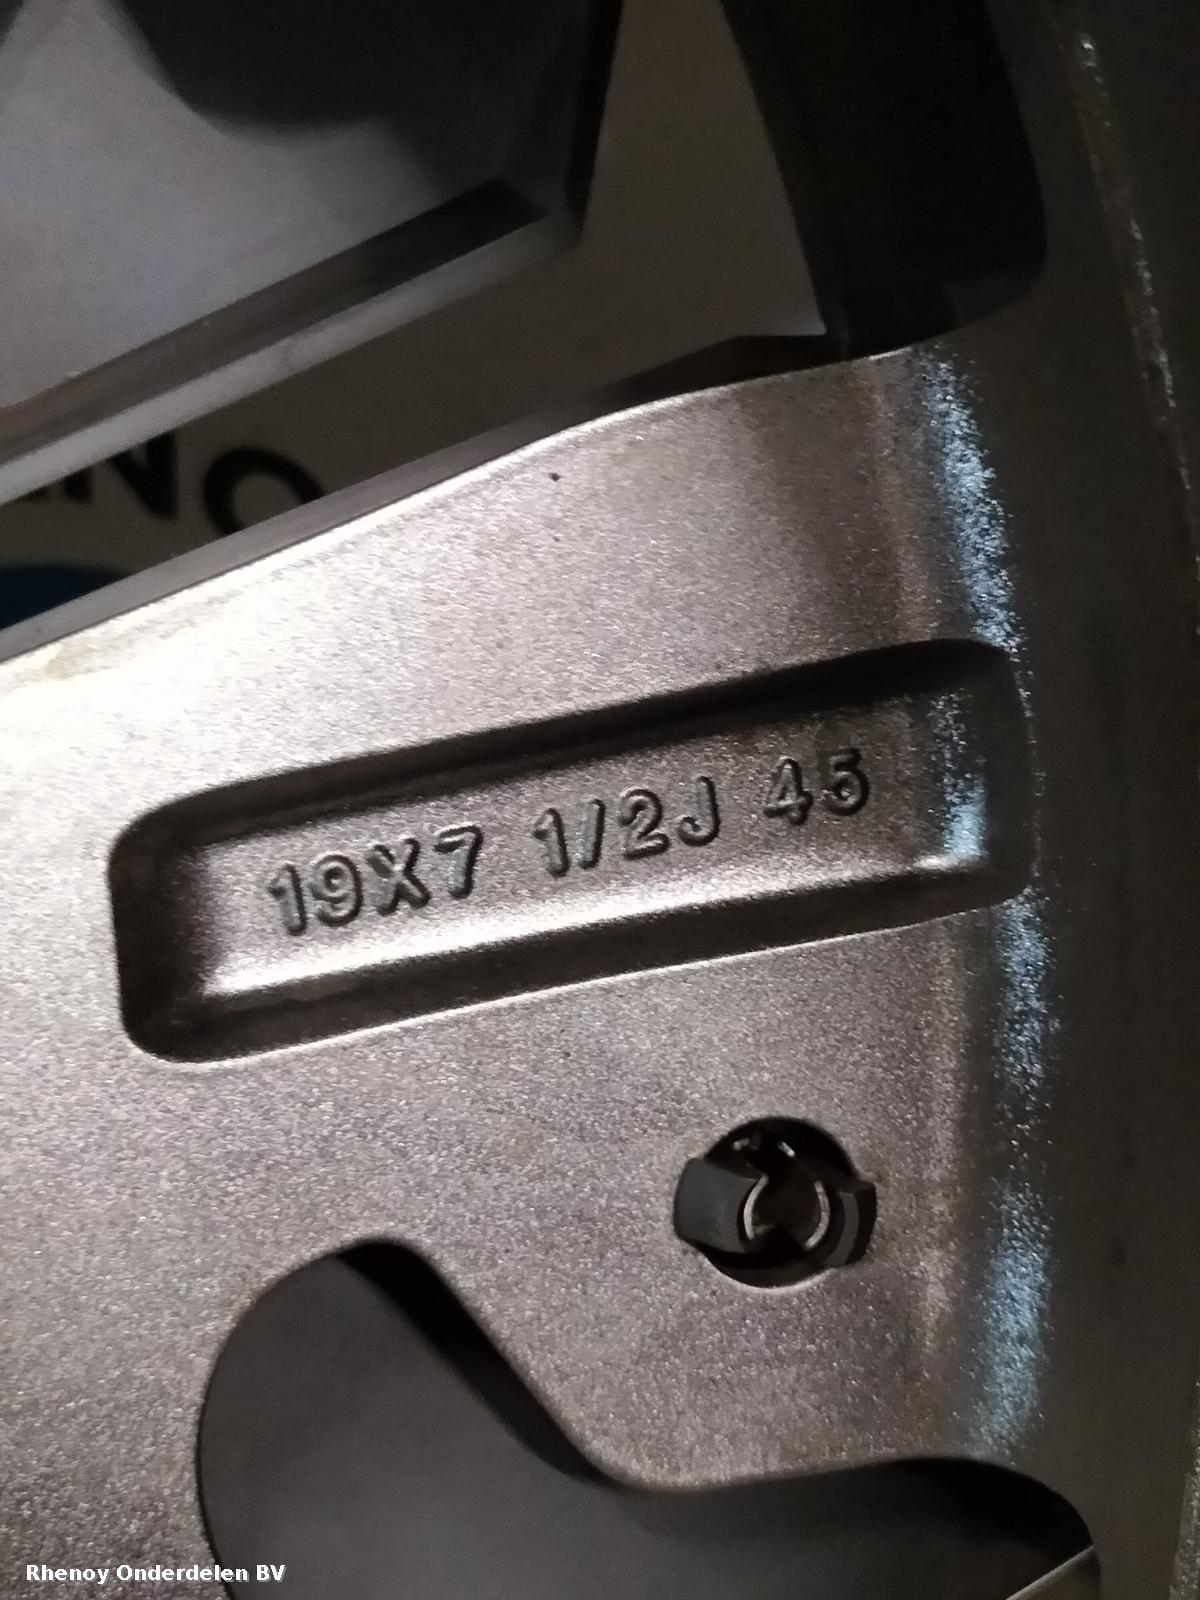 19X7 1/2J 45
Rhenoy Onderdelen BV